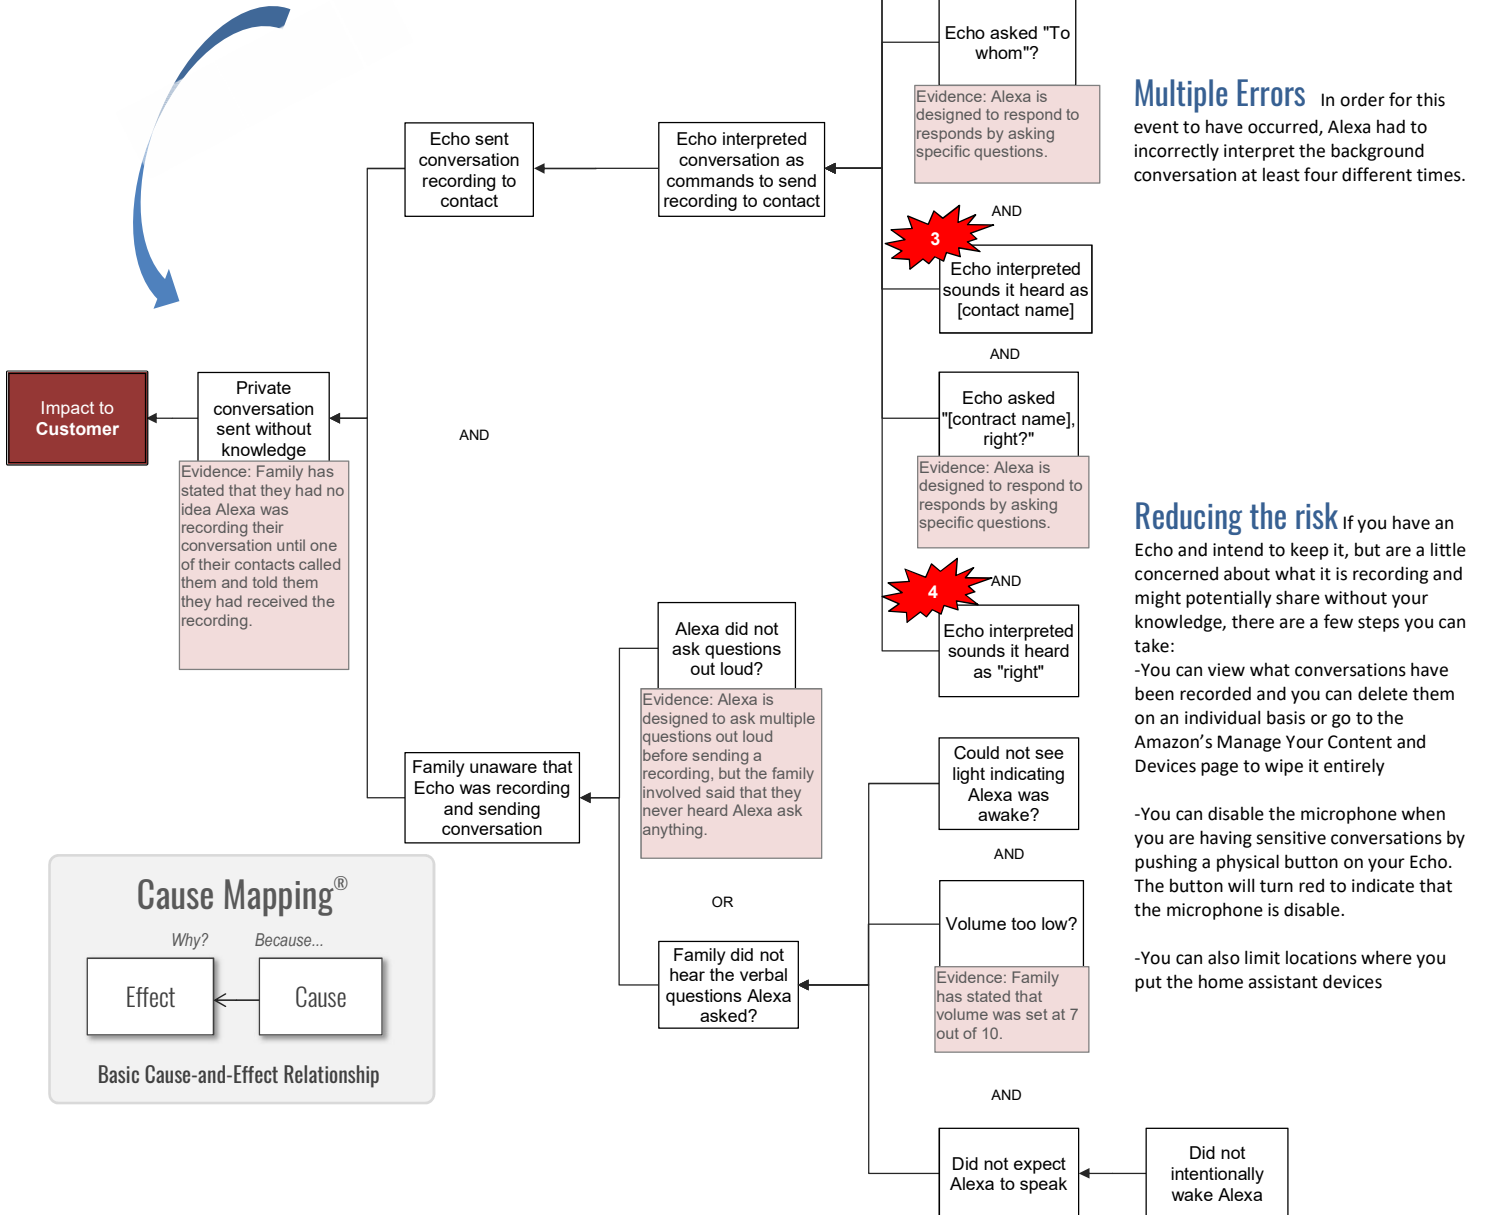 Echo asked "To
whom"?
Evidence: Alexa is
designed to respond to
responds by asking
specific questions.
Multiple Errors In order for this
event to have occurred, Alexa had to
incorrectly interpret the background
conversation at least four different times.
Echo sent
conversation
recording to
contact
Echo interpreted
conversation as
commands to send
recording to contact
AND
3
Echo interpreted
sounds it heard as
[contact name]
AND
Echo asked
"[contract name],
right?"
Evidence: Alexa is
designed to respond to
responds by asking
specific questions.
AND
4
Echo interpreted
sounds it heard
as "right"
Impact to
Customer
Private
conversation
sent without
knowledge
Evidence: Family has
stated that they had no
idea Alexa was
recording their
conversation until one
of their contacts called
them and told them
they had received the
recording.
AND
Reducing the risk If you have an
Echo and intend to keep it, but are a little
concerned about what it is recording and
might potentially share without your
knowledge, there are a few steps you can
take:
-You can view what conversations have
been recorded and you can delete them
on an individual basis or go to the
Amazon's Manage Your Content and
Devices page to wipe it entirely
-You can disable the microphone when
you are having sensitive conversations by
pushing a physical button on your Echo.
The button will turn red to indicate that
the microphone is disable.
-You can also limit locations where you
put the home assistant devices
Alexa did not
ask questions
out loud?
Evidence: Alexa is
designed to ask multiple
questions out loud
before sending a
recording, but the family
involved said that they
never heard Alexa ask
anything.
Family unaware that
Echo was recording
and sending
conversation
OR
Family did not
hear the verbal
questions Alexa
asked?
Could not see
light indicating
Alexa was
awake?
AND
Volume too low?
Evidence: Family
has stated that
volume was set at 7
out of 10.
AND
Did not expect
Alexa to speak
Did not
intentionally
wake Alexa
Cause Mapping®
Why? Because...
Effect
Cause
Basic Cause-and-Effect Relationship